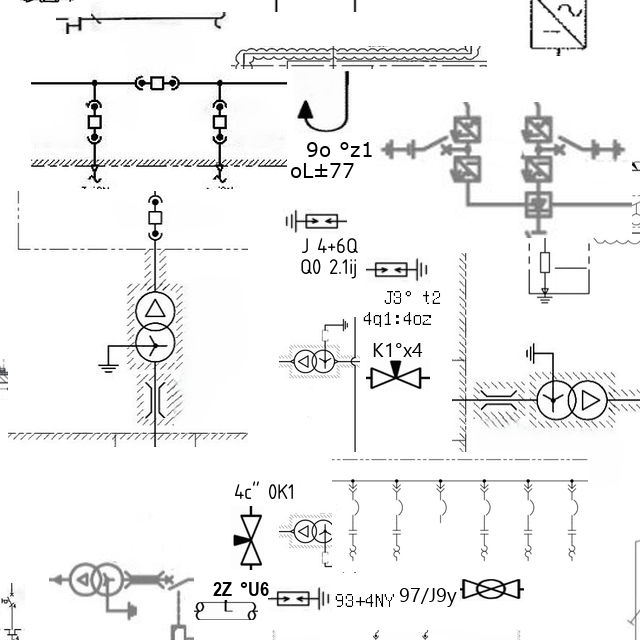 9o °z1
oL±77
J 4+6Q
Q0 2.1ij
J3° t2
4q1:4oz
K1°x4
4c″ 0K1
2Z °U6
L
93+4NY
97/J9y